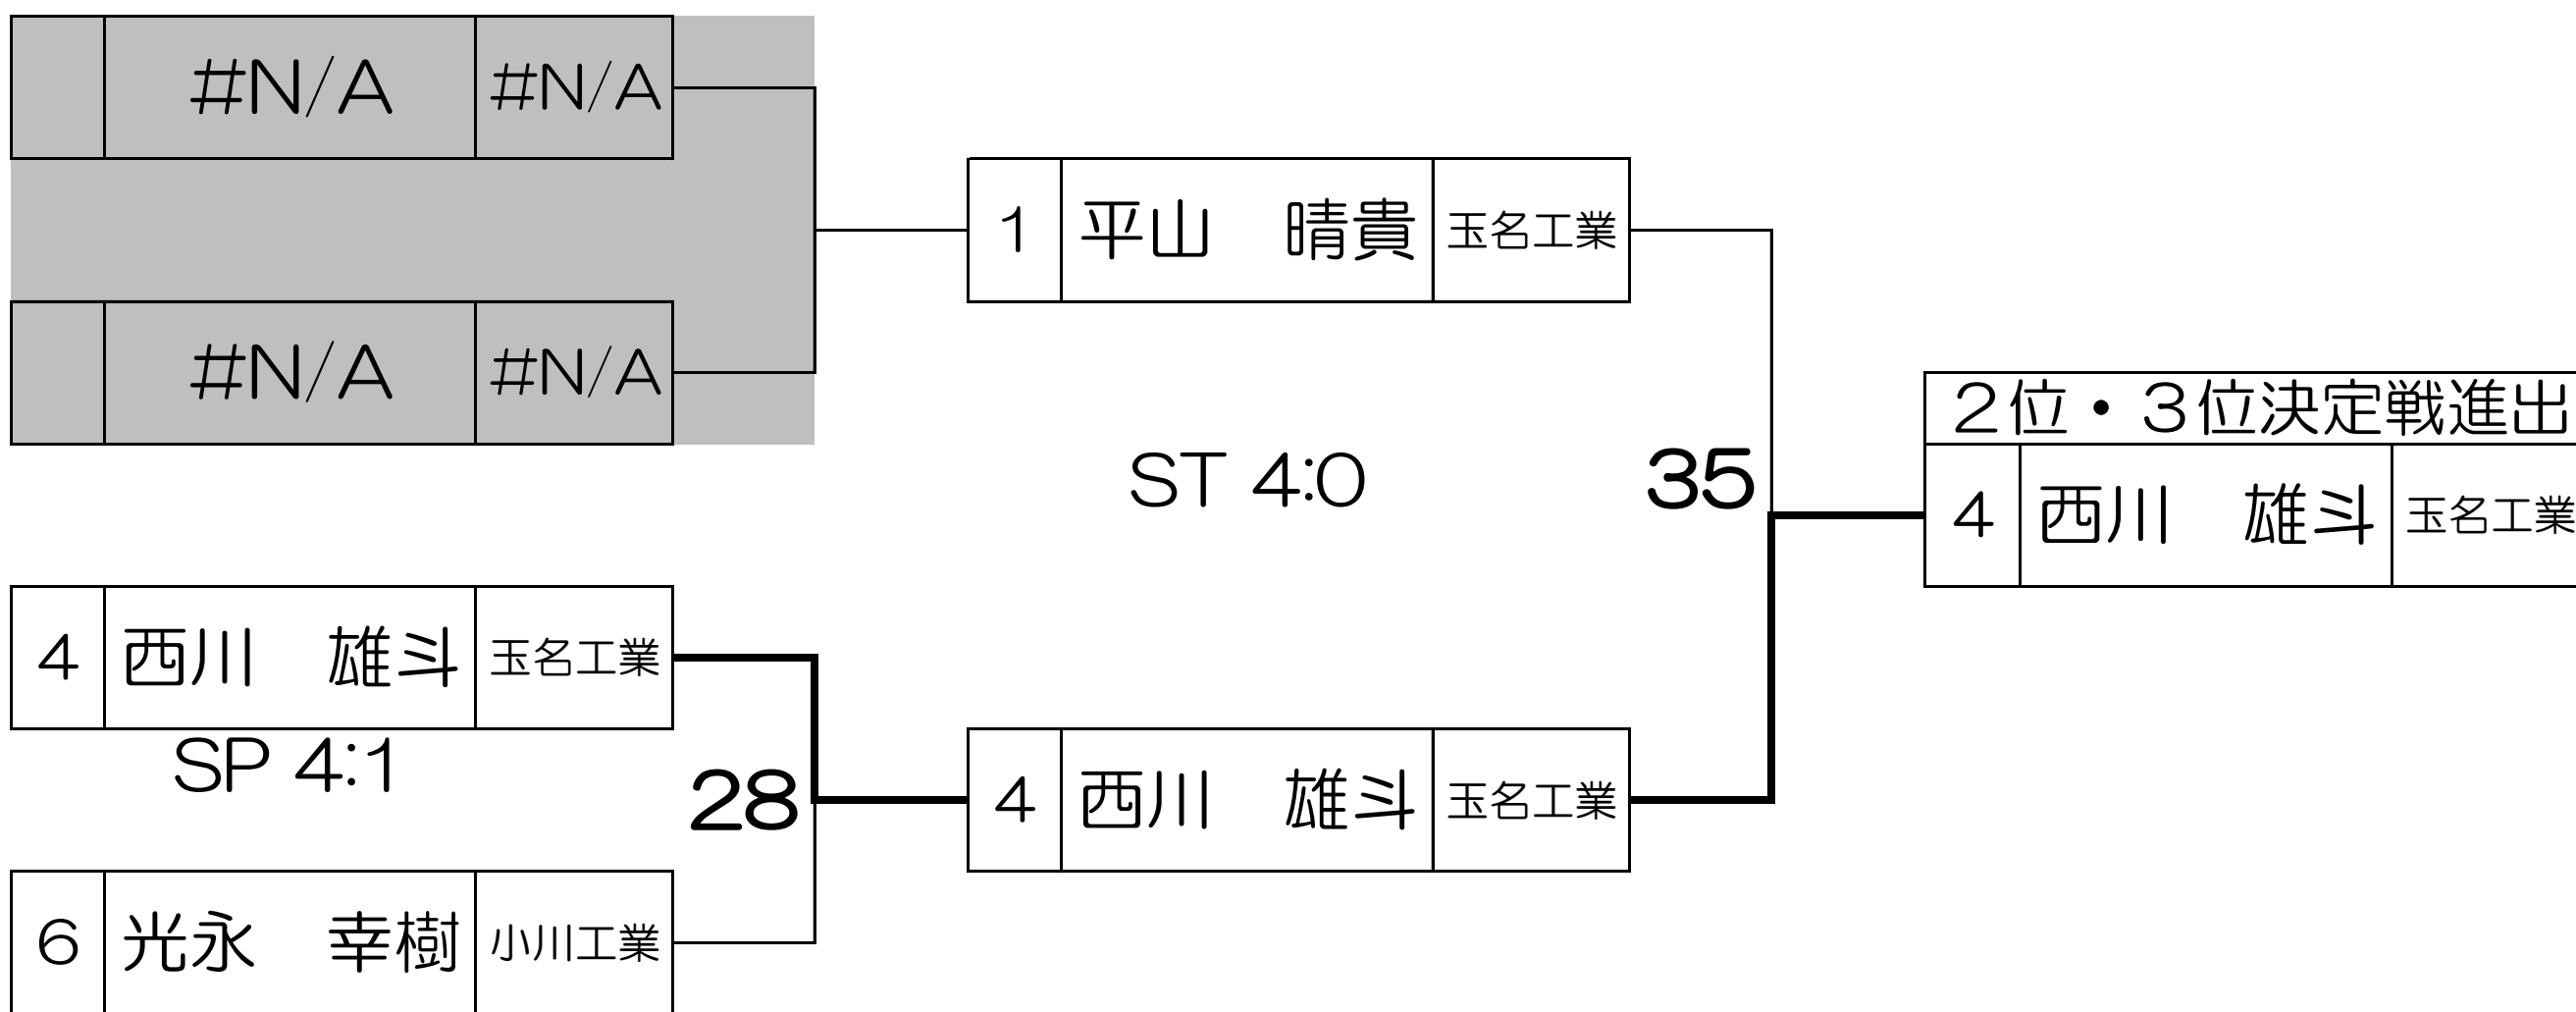 #N/A #N/A
1 平山　晴貴 玉名工業
#N/A #N/A
2位・3位決定戦進出
ST 4:0 35
4 西川　雄斗 玉名工業
4 西川　雄斗 玉名工業
SP 4:1
28
4 西川　雄斗 玉名工業
6 光永　幸樹 小川工業